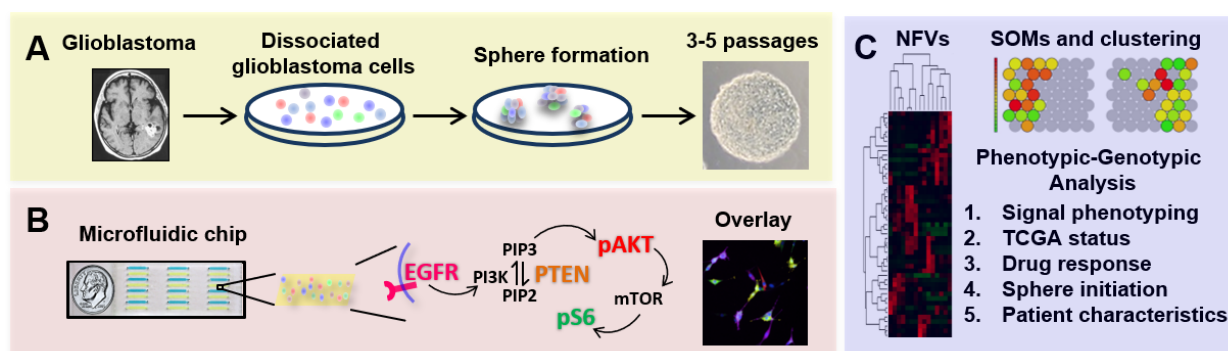 A
Glioblastoma
Dissociated
glioblastoma cells
Sphere formation
3-5 passages
B
Microfluidic chip
EGFR
PI3K
PIP3
PIP2
PTEN
pAKT
mTOR
pS6
Overlay
C
NFVs
SOMs and clustering
Phenotypic-Genotypic
Analysis
1. Signal phenotyping
2. TCGA status
3. Drug response
4. Sphere initiation
5. Patient characteristics